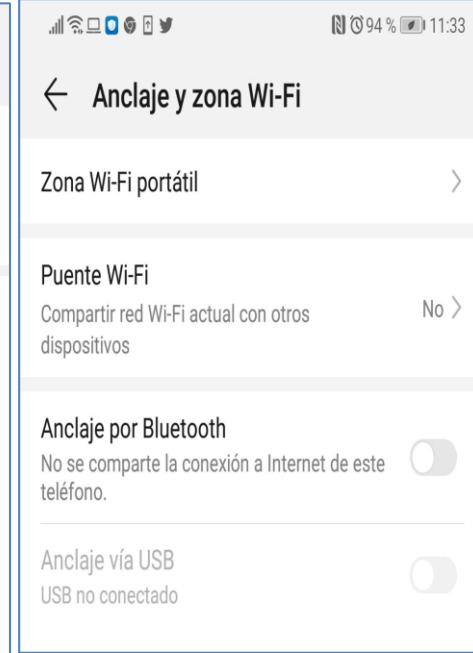 94 % 11:33
Anclaje y zona Wi-Fi
Zona Wi-Fi portátil
Puente Wi-Fi
Compartir red Wi-Fi actual con otros
dispositivos
No
Anclaje por Bluetooth
No se comparte la conexión a Internet de este
teléfono.
Anclaje vía USB
USB no conectado